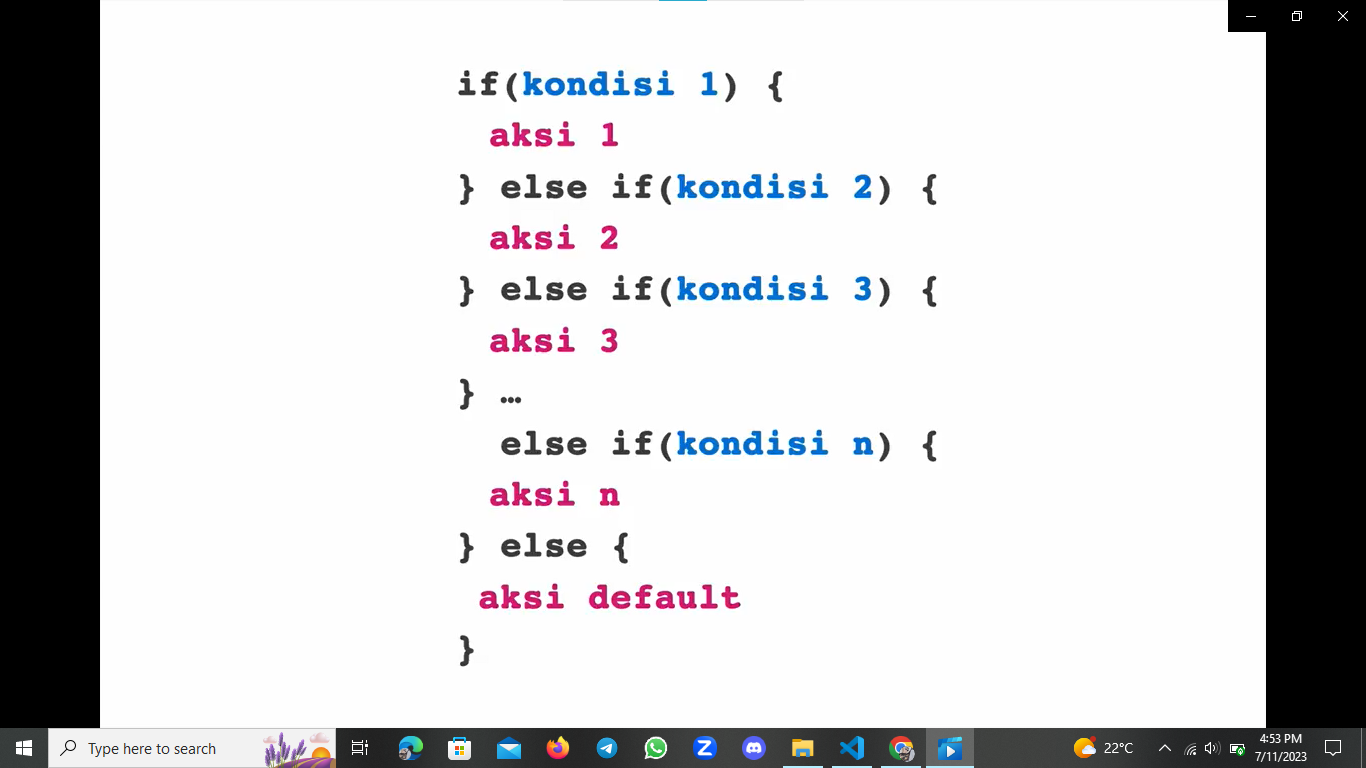 if(kondisi 1) {
aksi 1
} else if(kondisi 2) {
aksi 2
} else if(kondisi 3) {
aksi 3
} …
else if(kondisi n) {
aksi n
} else {
aksi default
}
Type here to search
22°C
4:53 PM
7/11/2023